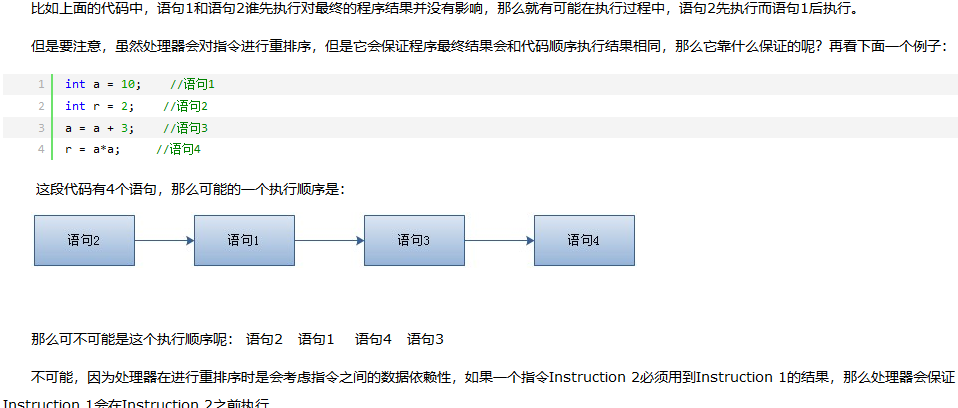 比如上面的代码中，语句1和语句2谁先执行对最终的程序结果并没有影响，那么就有可能在执行过程中，语句2先执行而语句1后执行。
但是要注意，虽然处理器会对指令进行重排序，但是它会保证程序最终结果会和代码顺序执行结果相同，那么它靠什么保证的呢？再看下面一个例子：
1 int a = 10; //语句1
2 int r = 2; //语句2
3 a = a + 3; //语句3
4 r = a*a; //语句4
这段代码有4个语句，那么可能的一个执行顺序是：
语句2 语句1 语句3 语句4
那么可不可能是这个执行顺序呢： 语句2 语句1 语句4 语句3
不可能，因为处理器在进行重排序时是会考虑指令之间的数据依赖性，如果一个指令Instruction 2必须用到Instruction 1的结果，那么处理器会保证
Instruction 1会在Instruction 2之前执行